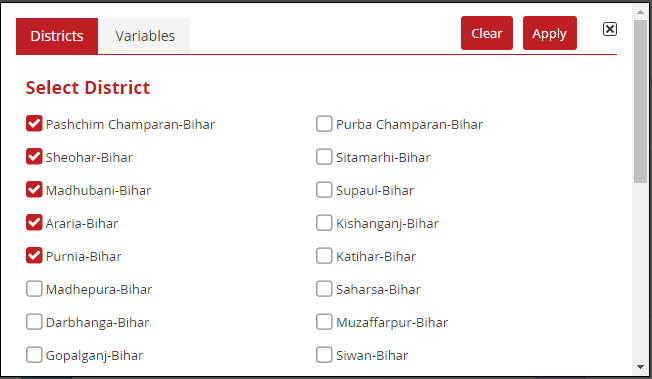 Districts Variables Clear Apply
Select District
Pashchim Champaran-Bihar Purba Champaran-Bihar
Sheohar-Bihar Sitamarhi-Bihar
Madhubani-Bihar Supaul-Bihar
Araria-Bihar Kishanganj-Bihar
Purnia-Bihar Katihar-Bihar
Madhepura-Bihar Saharsa-Bihar
Darbhanga-Bihar Muzaffarpur-Bihar
Gopalganj-Bihar Siwan-Bihar